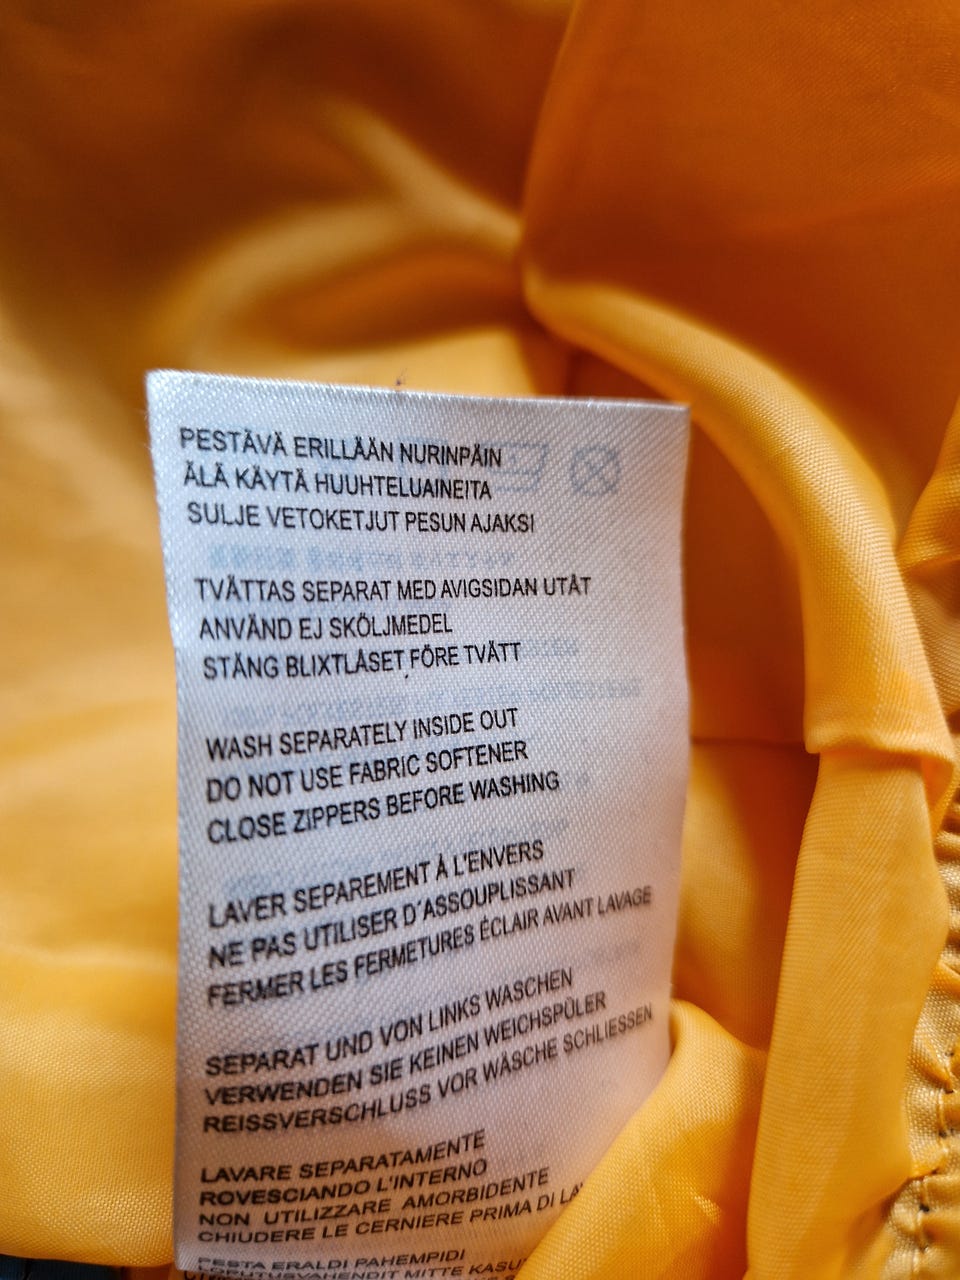 PESTÄVÄ ERILLÄÄN NURINPÄIN
ÄLÄ KÄYTÄ HUUHTELUAINEITA
SULJE VETOKETJUT PESUN AJAKSI
TVÄTTAS SEPARAT MED AVIGSIDAN UTÅT
ANVÄND EJ SKÖLJMEDEL
STÄNG BLIXTLÅSET FÖRE TVÄTT
WASH SEPARATELY INSIDE OUT
DO NOT USE FABRIC SOFTENER
CLOSE ZIPPERS BEFORE WASHING
LAVER SEPAREMENT À L'ENVERS
NE PAS UTILISER D´ASSOUPLISSANT
FERMER LES FERMETURES ÉCLAIR AVANT LAVAGE
SEPARAT UND VON LINKS WASCHEN
VERWENDEN SIE KEINEN WEICHSPÜLER
REISSVERSCHLUSS VOR WÄSCHE SCHLIESSEN
LAVARE SEPARATAMENTE
ROVESCIANDO L'INTERNO
NON UTILIZZARE AMORBIDENTE
CHIUDERE LE CERNIERE PRIMA DI
PESTA ERALDI PAHEMPIDI
LOPUTUSVAHENDIT MITTE